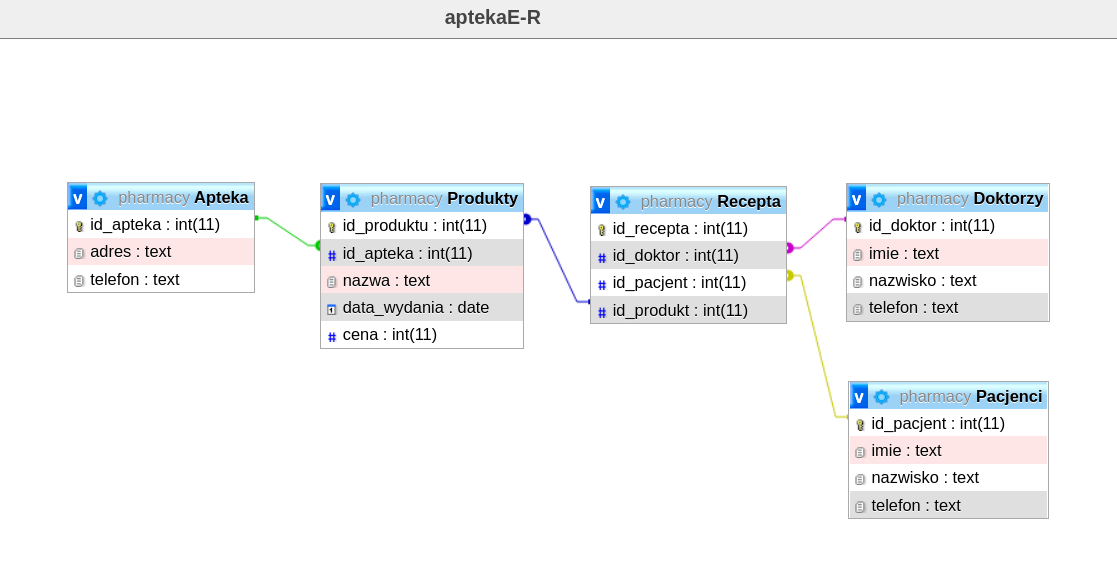 aptekaE-R
v pharmacy Apteka
id_apteka : int(11)
adres : text
telefon : text
v pharmacy Produkty
id_produktu : int(11)
# id_apteka : int(11)
nazwa : text
data_wydania : date
# cena : int(11)
v pharmacy Recepta
id_recepta : int(11)
# id_doktor : int(11)
# id_pacjent : int(11)
# id_produkt : int(11)
v pharmacy Doktorzy
id_doktor : int(11)
imie : text
nazwisko : text
telefon : text
v pharmacy Pacjenci
id_pacjent : int(11)
imie : text
nazwisko : text
telefon : text